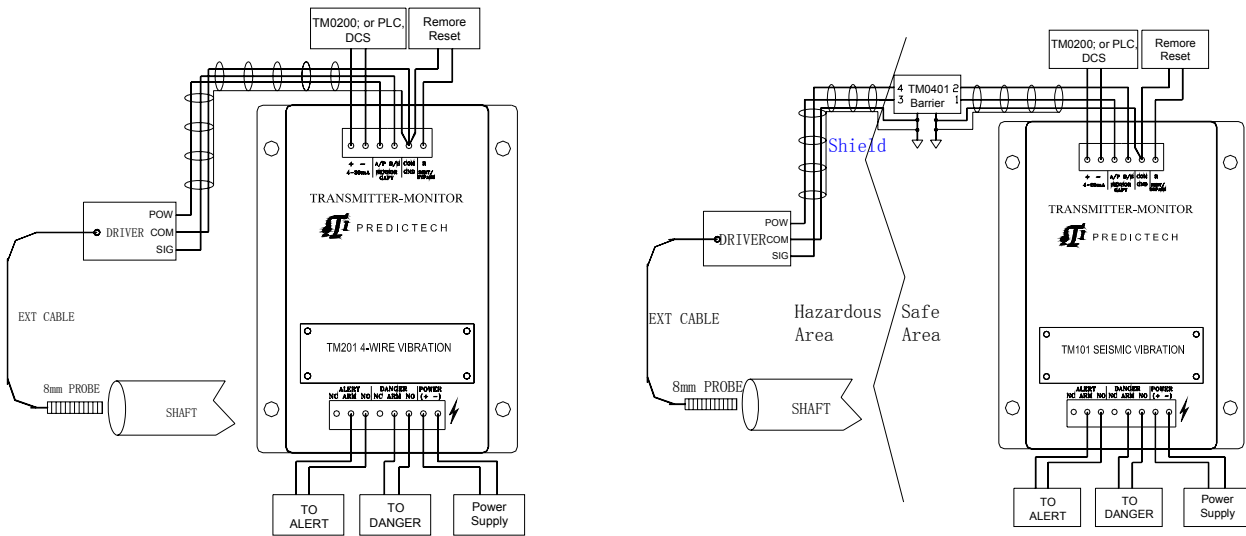 TM0200; or PLC,
DCS
Remore
Reset
+ - A/P B/N COM R
4-20mA GND
TRANSMITTER-MONITOR
PREDICTECH
POW
DRIVER COM
SIG
EXT CABLE
TM201 4-WIRE VIBRATION
8mm PROBE
SHAFT
ALERT DANGER POWER
NC ARM NO NC ARM NO (+ -)
TO
ALERT
TO
DANGER
Power
Supply
TM0200; or PLC,
DCS
Remore
Reset
4 TM0401 2
3 Barrier 1
Shield
+ - A/P B/N COM R
4-20mA GND
TRANSMITTER-MONITOR
PREDICTECH
POW
DRIVER COM
SIG
Hazardous
Area
Safe
Area
EXT CABLE
TM101 SEISMIC VIBRATION
8mm PROBE
SHAFT
ALERT DANGER POWER
NC ARM NO NC ARM NO (+ -)
TO
ALERT
TO
DANGER
Power
Supply